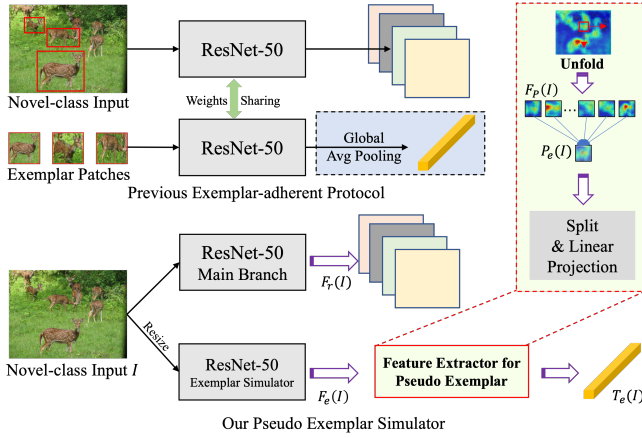 Novel-class Input
ResNet-50
Weights
Sharing
Exemplar Patches
ResNet-50
Global
Avg Pooling
Previous Exemplar-adherent Protocol
Novel-class Input I
Resize
ResNet-50
Main Branch
F_r(I)
ResNet-50
Exemplar Simulator
F_e(I)
Feature Extractor for
Pseudo Exemplar
T_e(I)
Our Pseudo Exemplar Simulator
Unfold
F_P(I)
...
P_e(I)
Split
& Linear
Projection